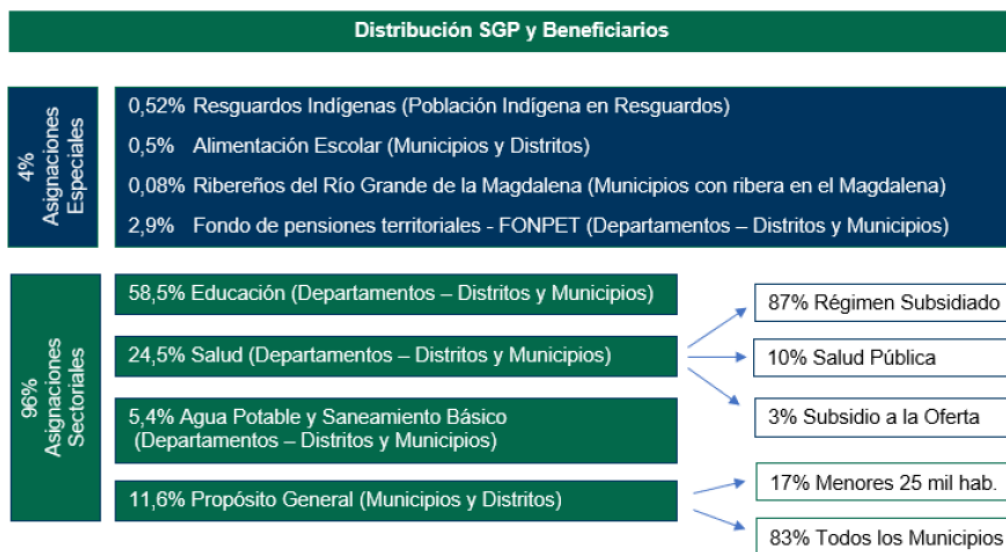 Distribución SGP y Beneficiarios
4%
Asignaciones
Especiales
0,52% Resguardos Indígenas (Población Indígena en Resguardos)
0,5% Alimentación Escolar (Municipios y Distritos)
0,08% Ribereños del Río Grande de la Magdalena (Municipios con ribera en el Magdalena)
2,9% Fondo de pensiones territoriales - FONPET (Departamentos – Distritos y Municipios)
96%
Asignaciones
Sectoriales
58,5% Educación (Departamentos – Distritos y Municipios)
24,5% Salud (Departamentos – Distritos y Municipios)
87% Régimen Subsidiado
10% Salud Pública
3% Subsidio a la Oferta
5,4% Agua Potable y Saneamiento Básico
(Departamentos – Distritos y Municipios)
11,6% Propósito General (Municipios y Distritos)
17% Menores 25 mil hab.
83% Todos los Municipios